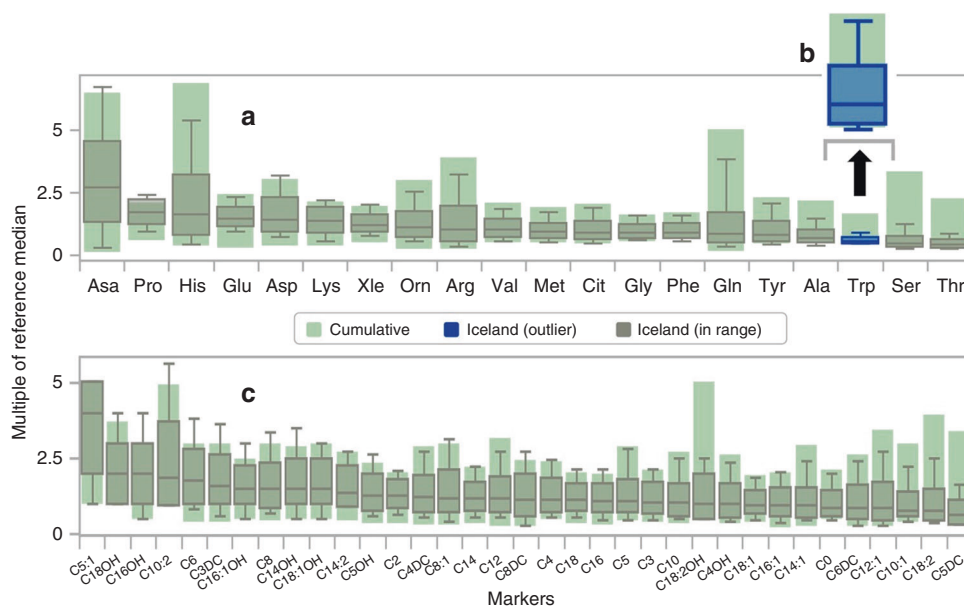 b
a
5
2.5
0
Asa Pro His Glu Asp Lys Xle Orn Arg Val Met Cit Gly Phe Gln Tyr Ala Trp Ser Thr
Cumulative Iceland (outlier) Iceland (in range)
Multiple of reference median
c
5
2.5
0
C5:1 C18OH C16OH C10:2 C6 C3DC C16:1OH C8 C14OH C18:1OH C14:2 C5OH C2 C4DC C8:1 C14 C12 C8DC C4 C18 C16 C5 C3 C10 C18:2OH C4OH C18:1 C16:1 C14:1 C0 C6DC C12:1 C10:1 C18:2 C5DC
Markers